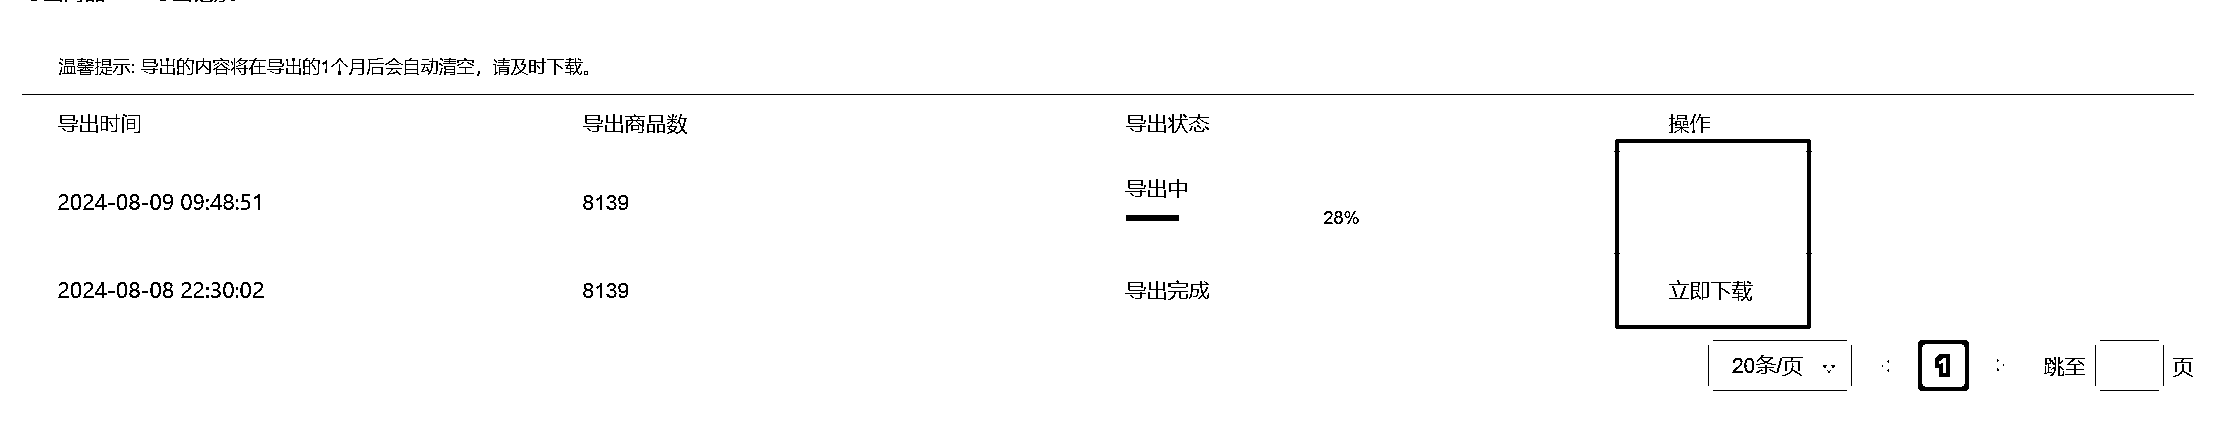 温馨提示: 导出的内容将在导出的1个月后会自动清空，请及时下载。
导出时间 导出商品数 导出状态 操作
2024-08-09 09:48:51 8139 导出中 28%
2024-08-08 22:30:02 8139 导出完成 立即下载
20条/页 1 跳至 页